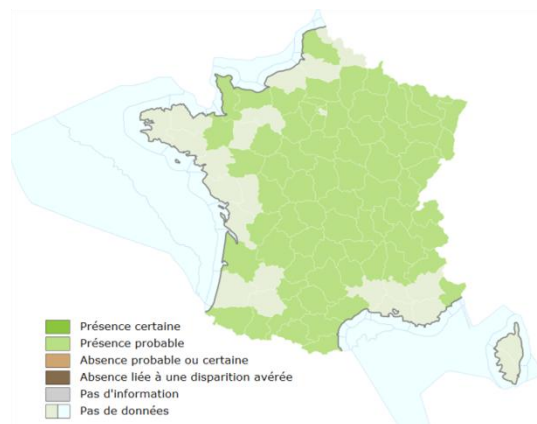 Présence certaine
Présence probable
Absence probable ou certaine
Absence liée à une disparition avérée
Pas d'information
Pas de données